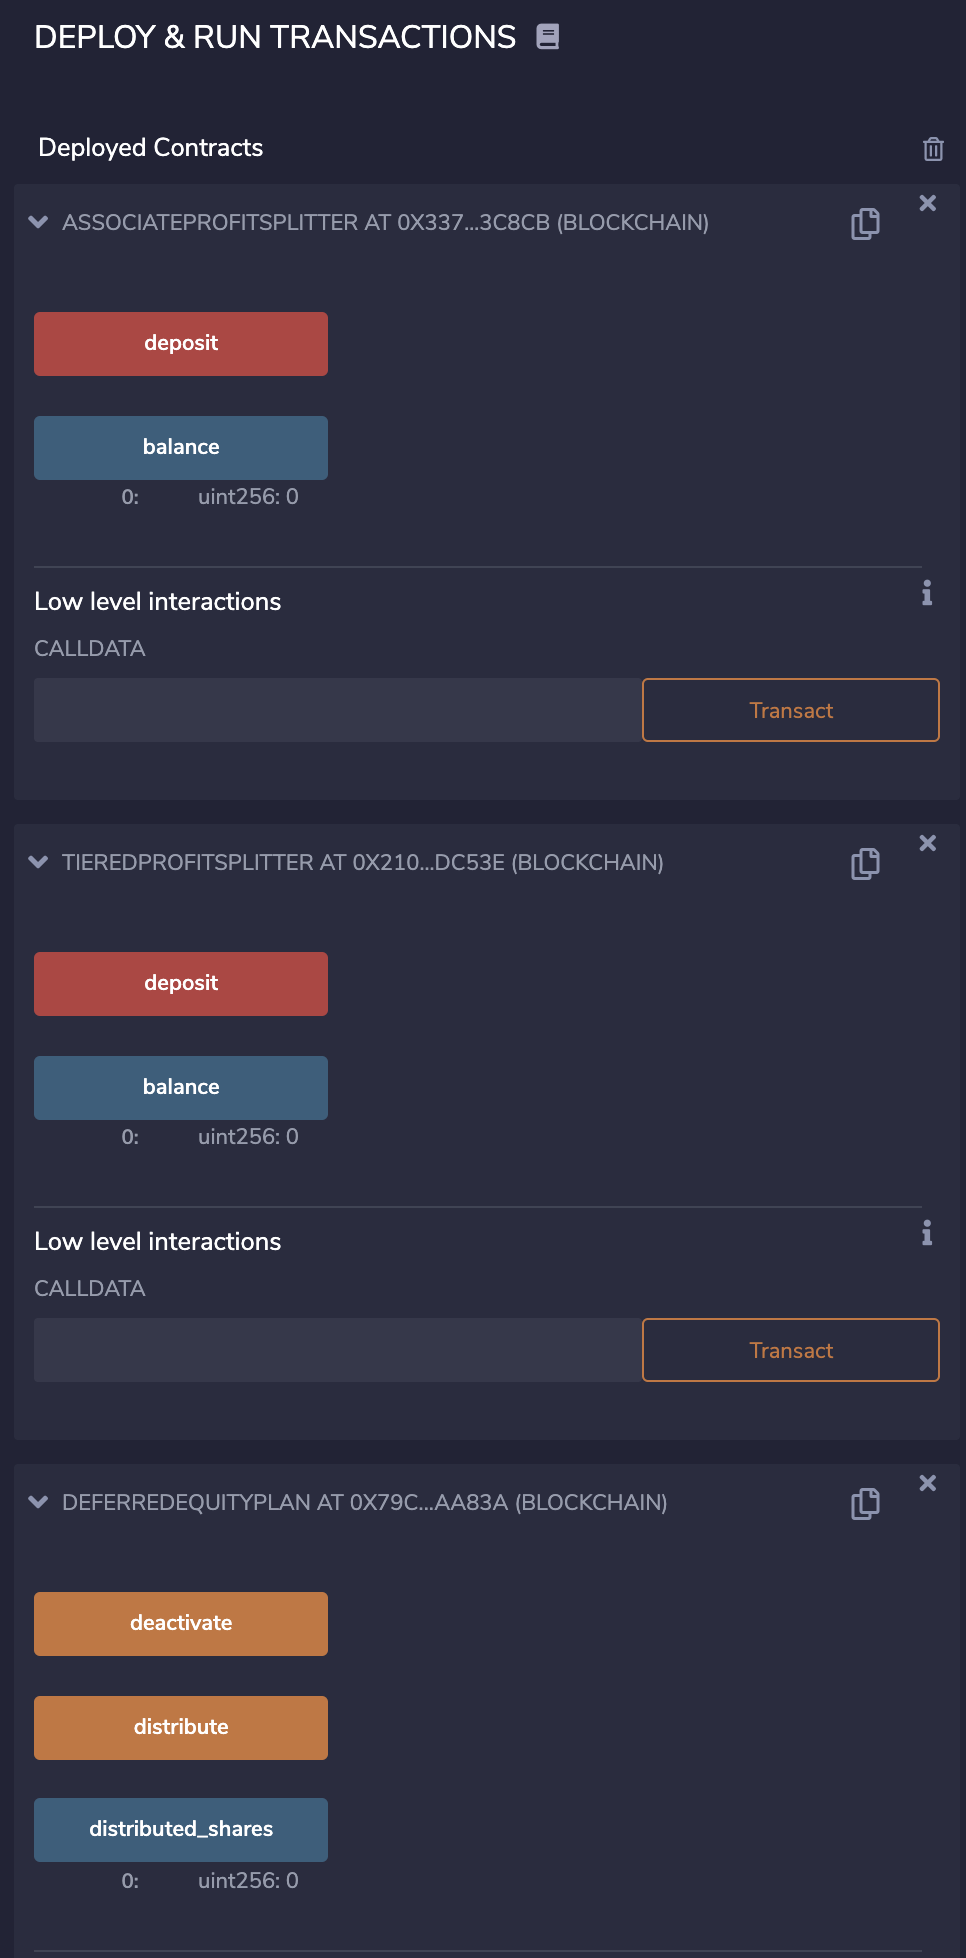 DEPLOY & RUN TRANSACTIONS
Deployed Contracts
ASSOCIATEPROFITSPLITTER AT 0X337...3C8CB (BLOCKCHAIN)
deposit
balance
0: uint256: 0
Low level interactions
CALLDATA
Transact
TIEREDPROFITSPLITTER AT 0X210...DC53E (BLOCKCHAIN)
deposit
balance
0: uint256: 0
Low level interactions
CALLDATA
Transact
DEFERREDEQUITYPLAN AT 0X79C...AA83A (BLOCKCHAIN)
deactivate
distribute
distributed_shares
0: uint256: 0